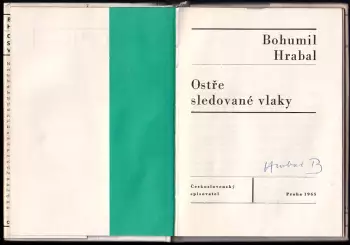 Bohumil
Hrabal
Ostře
sledované vlaky
Hrabal B
Československý
spisovatel
Praha 1965